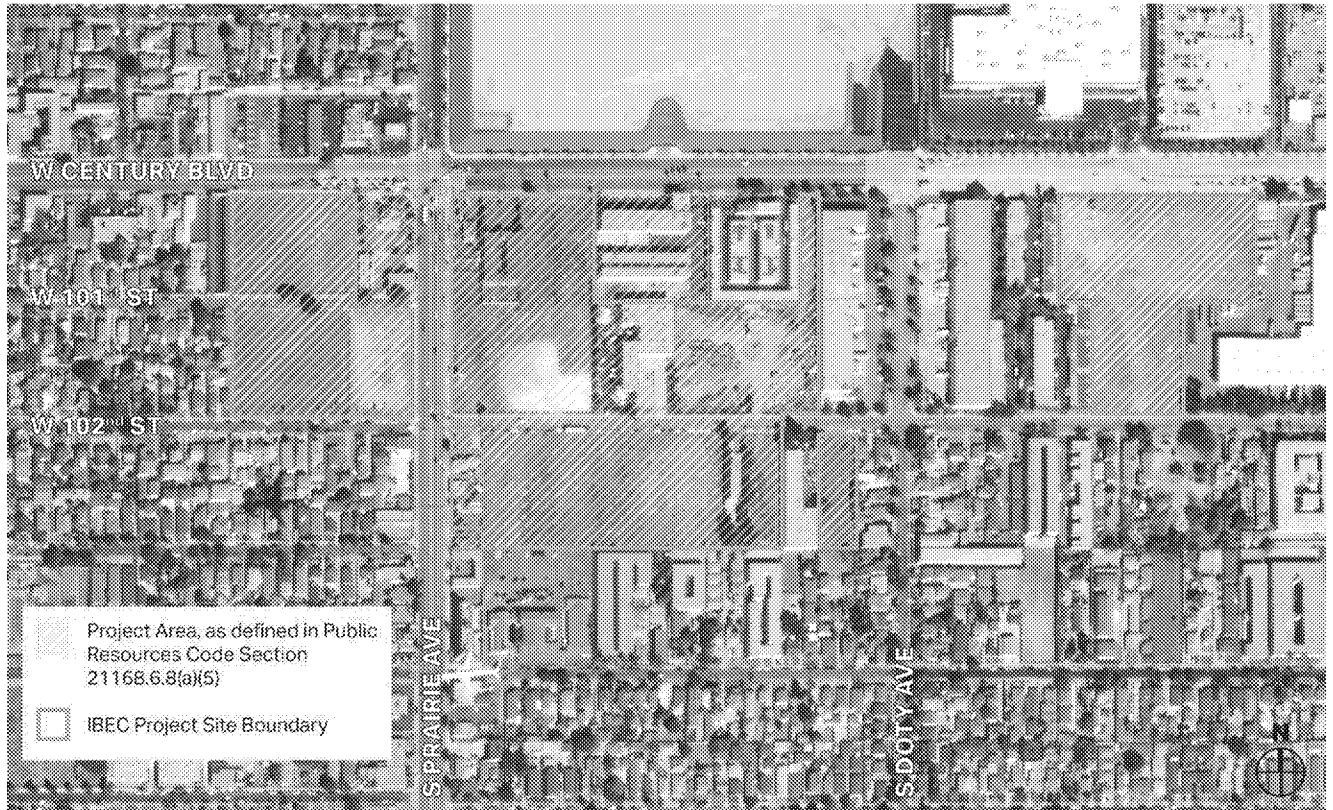 W CENTURY BLVD
W 101ST ST
W 102ND ST
S PRAIRIE AVE
S DOTY AVE
Project Area, as defined in Public
Resources Code Section
21168.6.8(a)(5)
IBEC Project Site Boundary
N